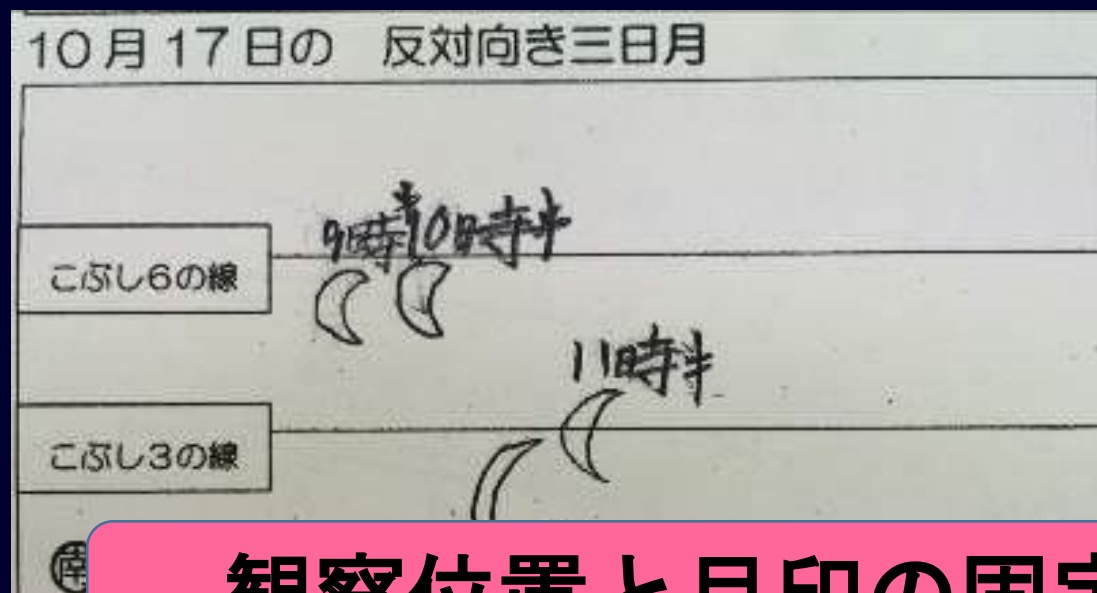 10月17日の 反対向き三日月
9時半 10時半
こぶし6の線
11時半
こぶし3の線
南
観察位置と目印の固定